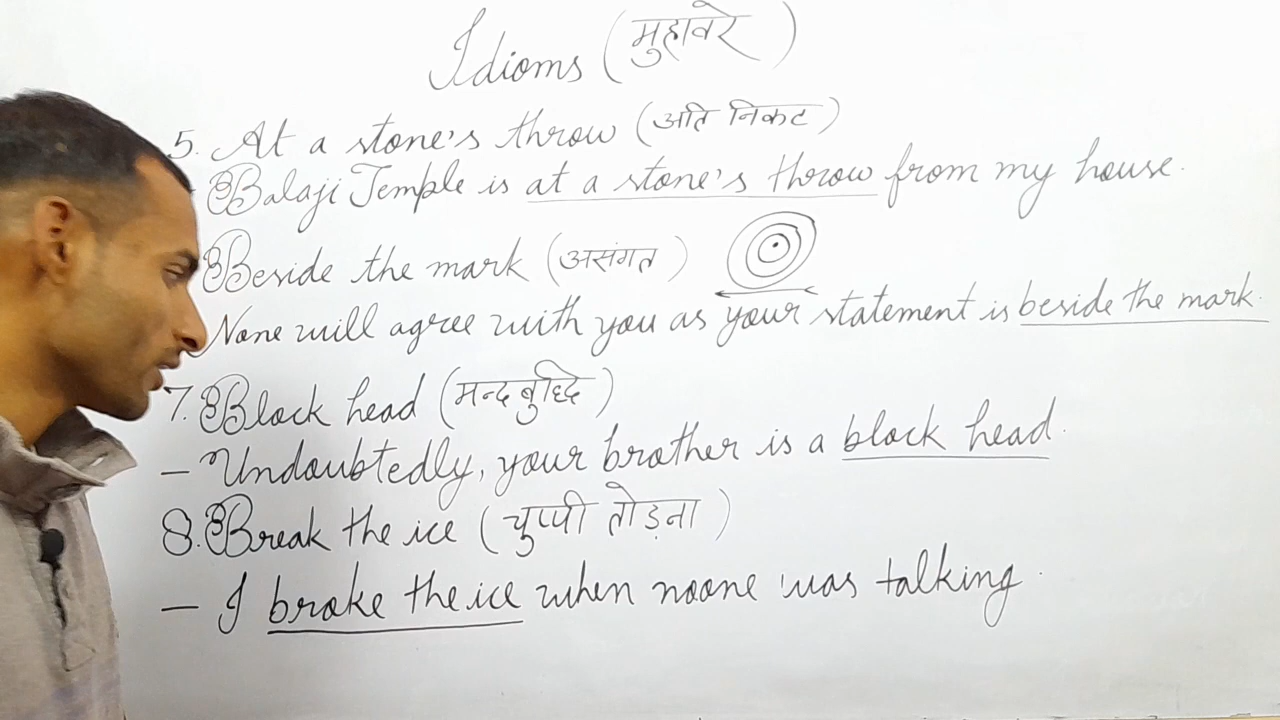 Idioms (मुहावरे)
5. At a stone's throw (अति निकट)
Balaji Temple is at a stone's throw from my house.
Beside the mark (असंगत)
None will agree with you as your statement is beside the mark.
7. Block head (मन्दबुध्दि)
- Undoubtedly, your brother is a block head.
8. Break the ice (चुप्पी तोड़ना)
- I broke the ice when noone was talking.